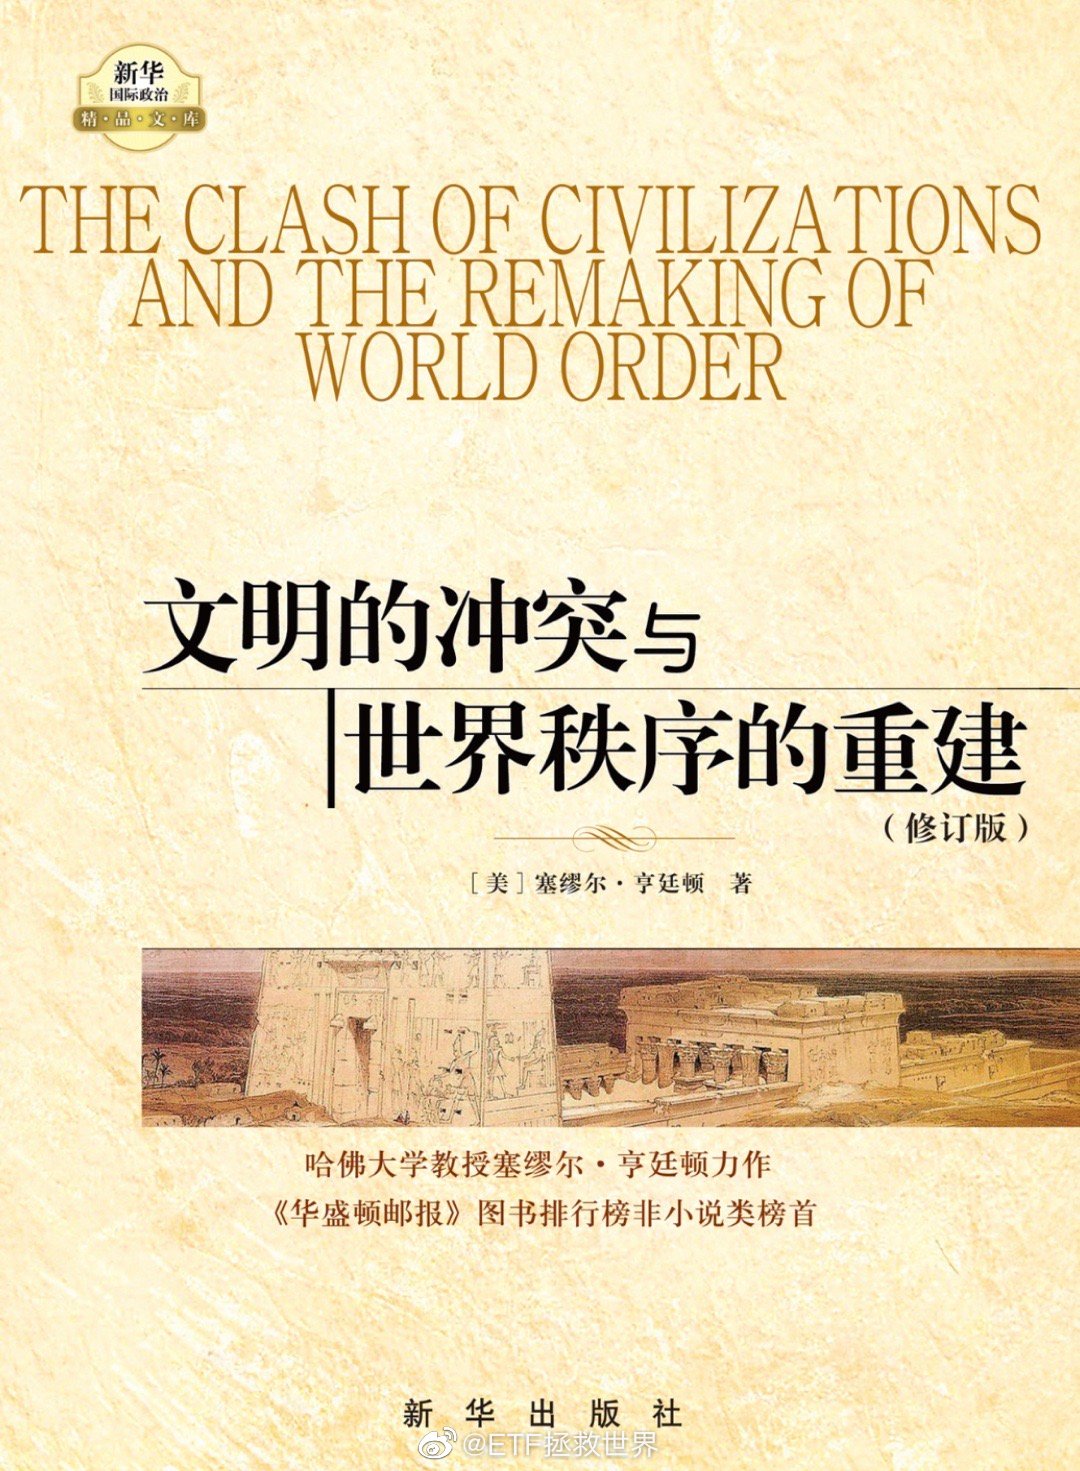 新华
国际政治
精·品·文·库
THE CLASH OF CIVILIZATIONS
AND THE REMAKING OF
WORLD ORDER
文明的冲突与
世界秩序的重建
（修订版）
［美］塞缪尔·亨廷顿 著
哈佛大学教授塞缪尔·亨廷顿力作
《华盛顿邮报》图书排行榜非小说类榜首
新华出版社
@ETF拯救世界